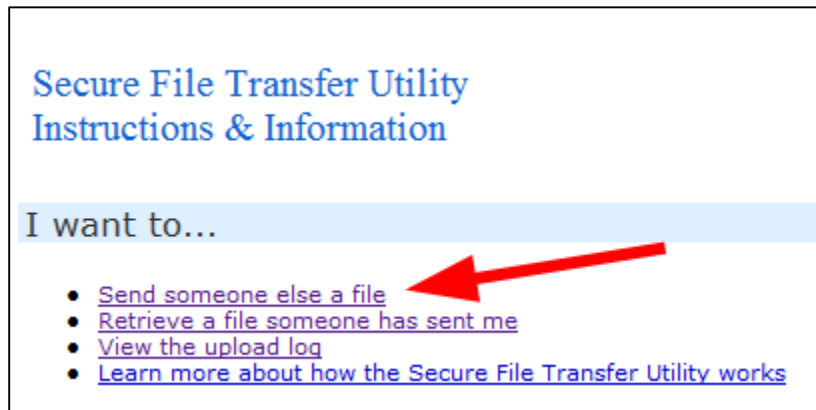 Secure File Transfer Utility
Instructions & Information
I want to...
Send someone else a file
Retrieve a file someone has sent me
View the upload log
Learn more about how the Secure File Transfer Utility works